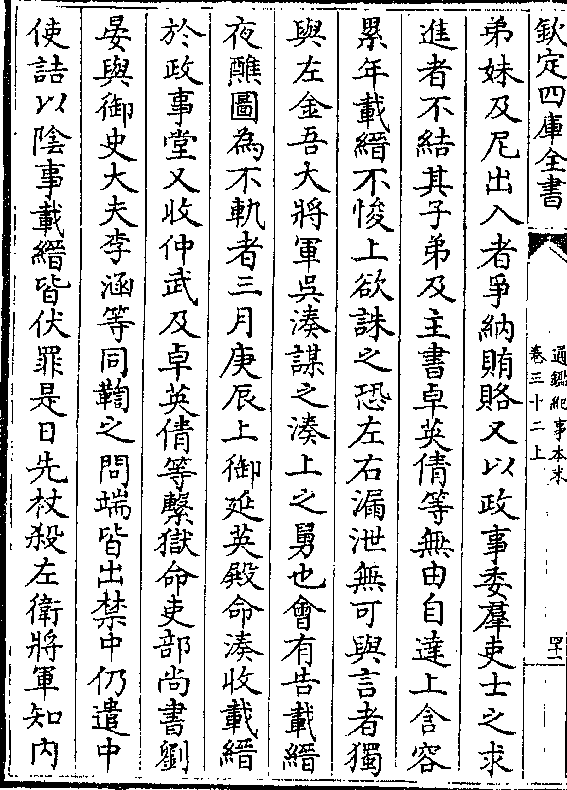 欽定四庫全書
通鑑紀事本末
卷三十二上
四十一
弟妹及尼出入者爭納賄賂又以政事委羣吏士之求
進者不結其子弟及主書卓英倩等無由自達上含容
累年載縉不悛上欲誅之恐左右漏泄無可與言者獨
與左金吾大將軍吳湊謀之湊上之舅也會有告載縉
夜醮圖為不軌者三月庚辰上御延英殿命湊收載縉
於政事堂又收仲武及卓英倩等繫獄命吏部尚書劉
晏與御史大夫李涵等同鞫之問端皆出禁中仍遣中
使詰以陰事載縉皆伏罪是日先杖殺左衛將軍知內